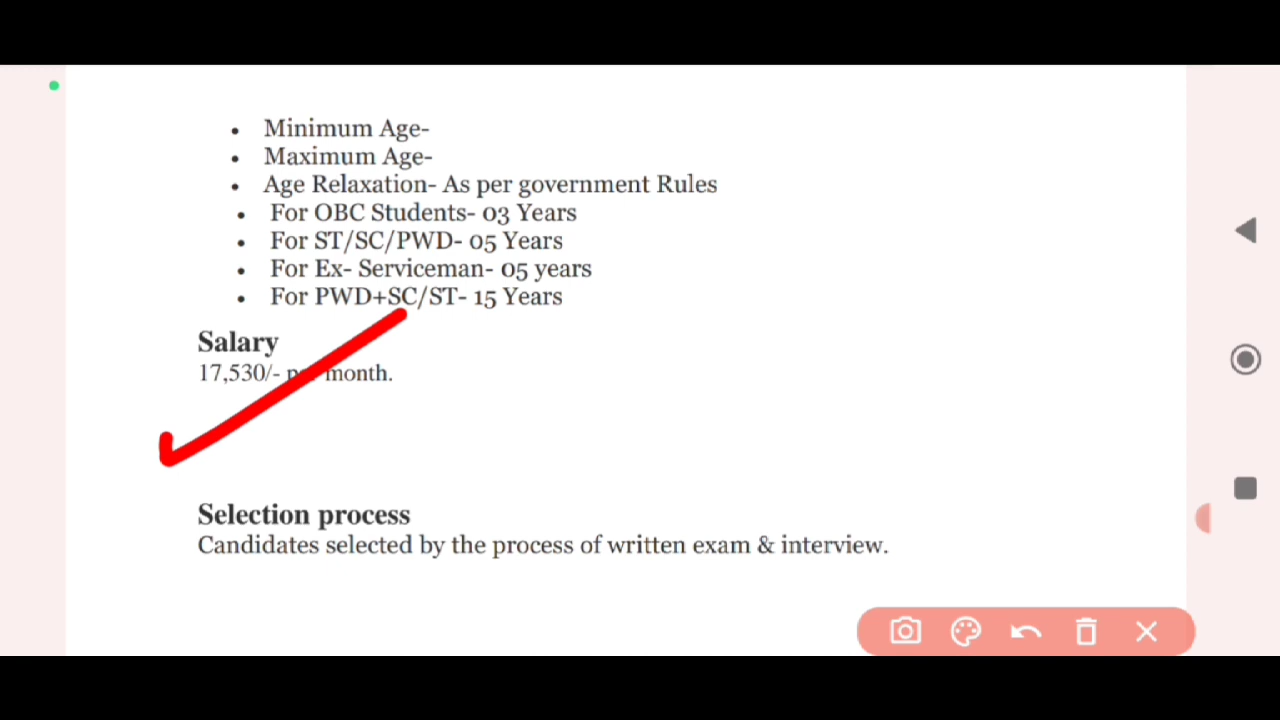 • Minimum Age-
• Maximum Age-
• Age Relaxation- As per government Rules
• For OBC Students- 03 Years
• For ST/SC/PWD- 05 Years
• For Ex- Serviceman- 05 years
• For PWD+SC/ST- 15 Years
Salary
17,530/- month.
Selection process
Candidates selected by the process of written exam & interview.